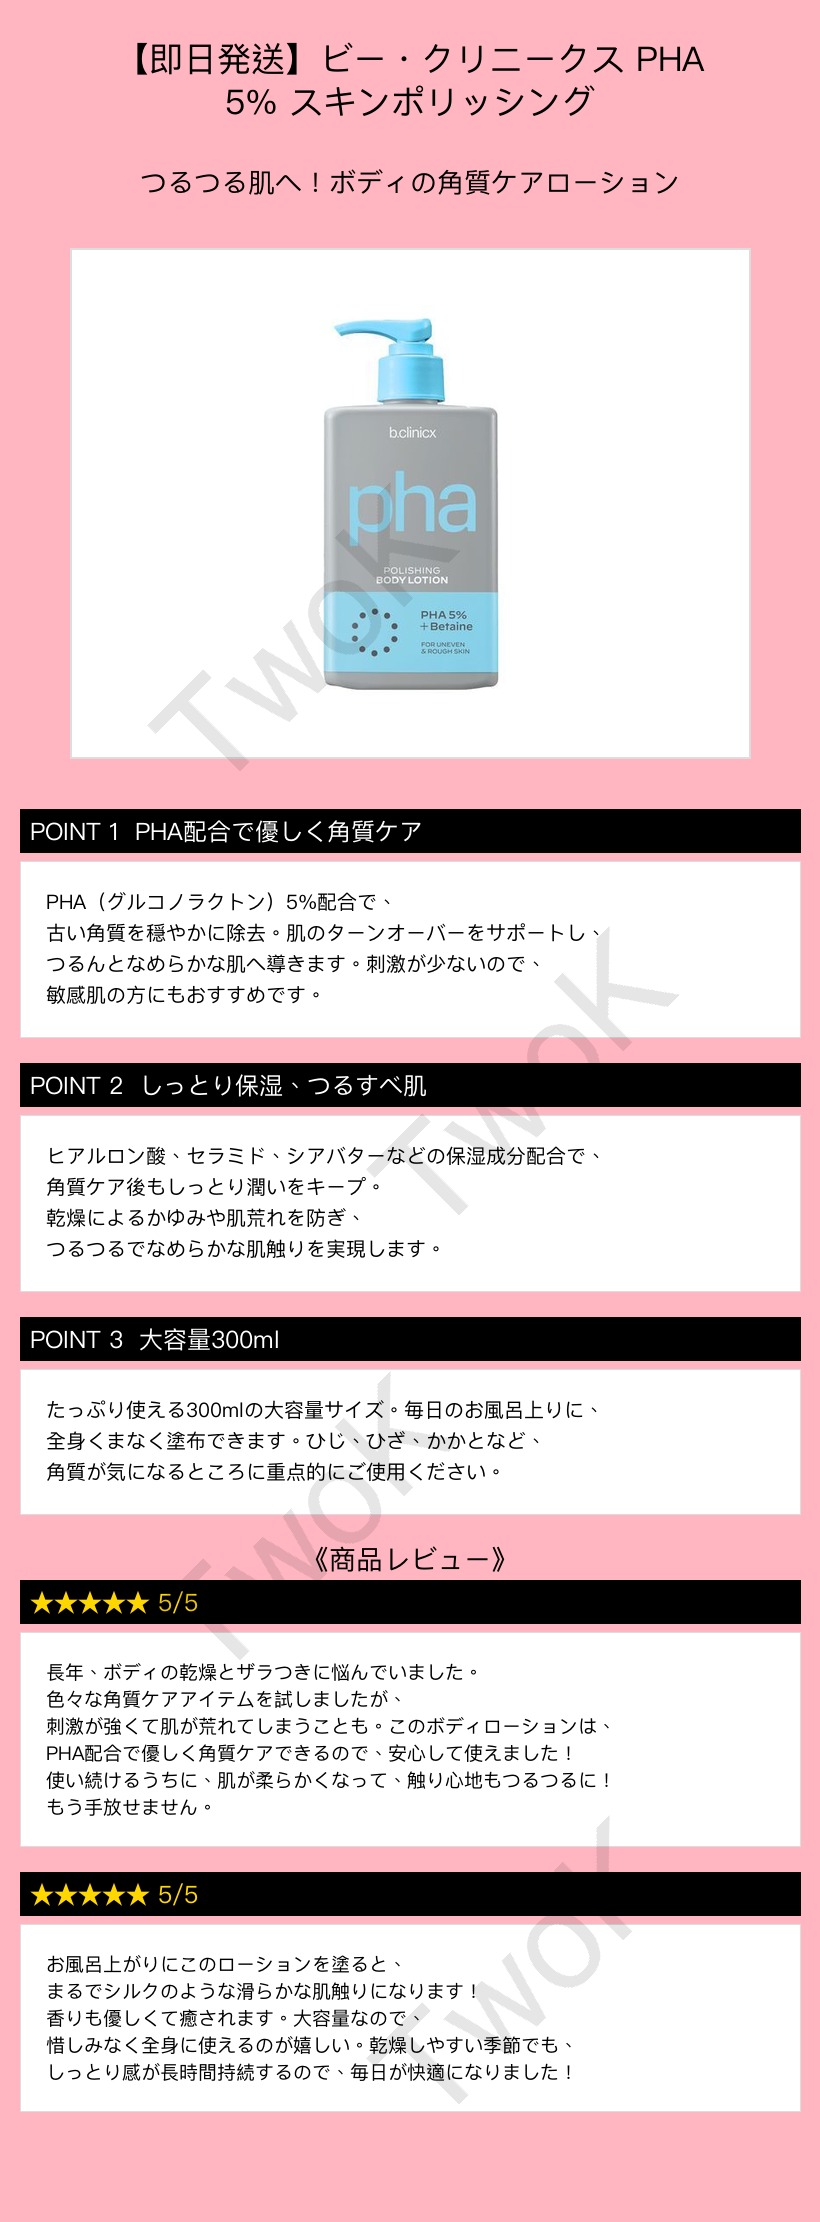 【即日発送】ビー・クリニークス PHA
5% スキンポリッシング
つるつる肌へ！ボディの角質ケアローション
b.clinicx
pha
POLISHING
BODY LOTION
PHA 5%
+Betaine
FOR UNEVEN
& ROUGH SKIN
TwoK
POINT 1 PHA配合で優しく角質ケア
PHA（グルコノラクトン）5%配合で、
古い角質を穏やかに除去。肌のターンオーバーをサポートし、
つるんとなめらかな肌へ導きます。刺激が少ないので、
敏感肌の方にもおすすめです。
TwoK
POINT 2 しっとり保湿、つるすべ肌
ヒアルロン酸、セラミド、シアバターなどの保湿成分配合で、
角質ケア後もしっとり潤いをキープ。
乾燥によるかゆみや肌荒れを防ぎ、
つるつるでなめらかな肌触りを実現します。
POINT 3 大容量300ml
たっぷり使える300mlの大容量サイズ。毎日のお風呂上りに、
全身くまなく塗布できます。ひじ、ひざ、かかとなど、
角質が気になるところに重点的にご使用ください。
TwoK
《商品レビュー》
★★★★★ 5/5
長年、ボディの乾燥とザラつきに悩んでいました。
色々な角質ケアアイテムを試しましたが、
刺激が強くて肌が荒れてしまうことも。このボディローションは、
PHA配合で優しく角質ケアできるので、安心して使えました！
使い続けるうちに、肌が柔らかくなって、触り心地もつるつるに！
もう手放せません。
★★★★★ 5/5
お風呂上がりにこのローションを塗ると、
まるでシルクのような滑らかな肌触りになります！
香りも優しくて癒されます。大容量なので、
惜しみなく全身に使えるのが嬉しい。乾燥しやすい季節でも、
しっとり感が長時間持続するので、毎日が快適になりました！
TwoK